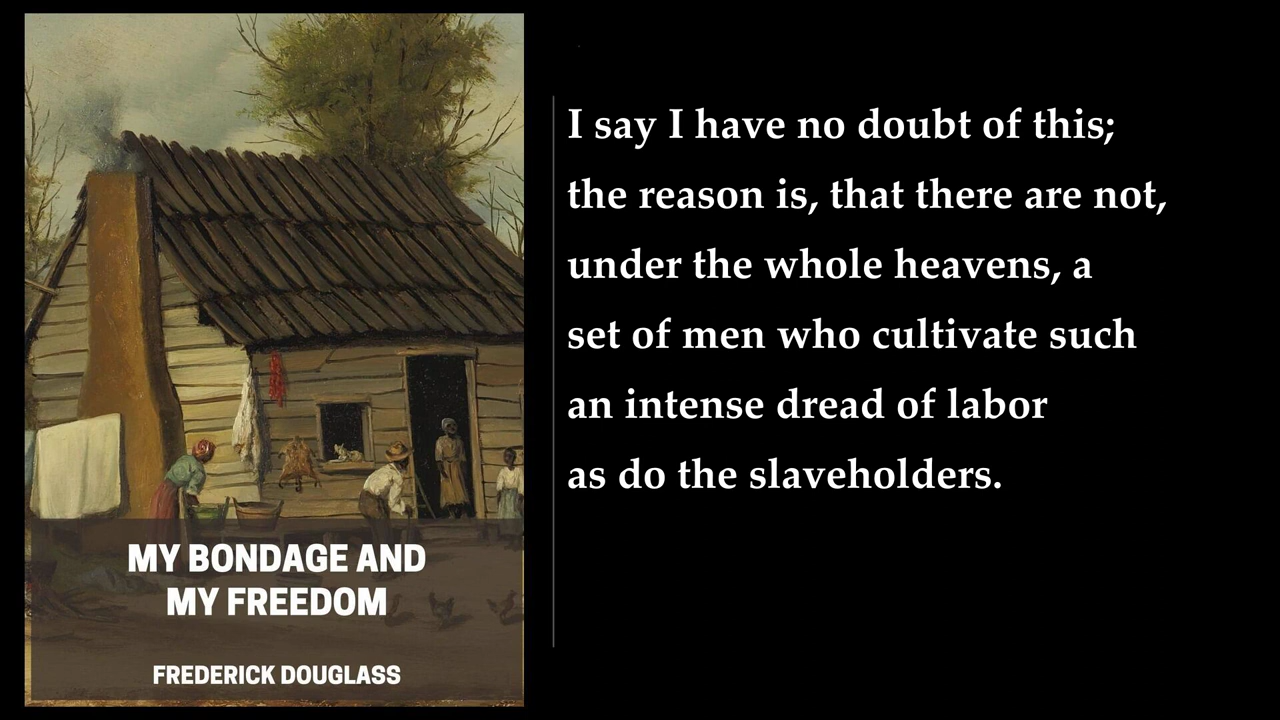 MY BONDAGE AND
MY FREEDOM
FREDERICK DOUGLASS
I say I have no doubt of this;
the reason is, that there are not,
under the whole heavens, a
set of men who cultivate such
an intense dread of labor
as do the slaveholders.